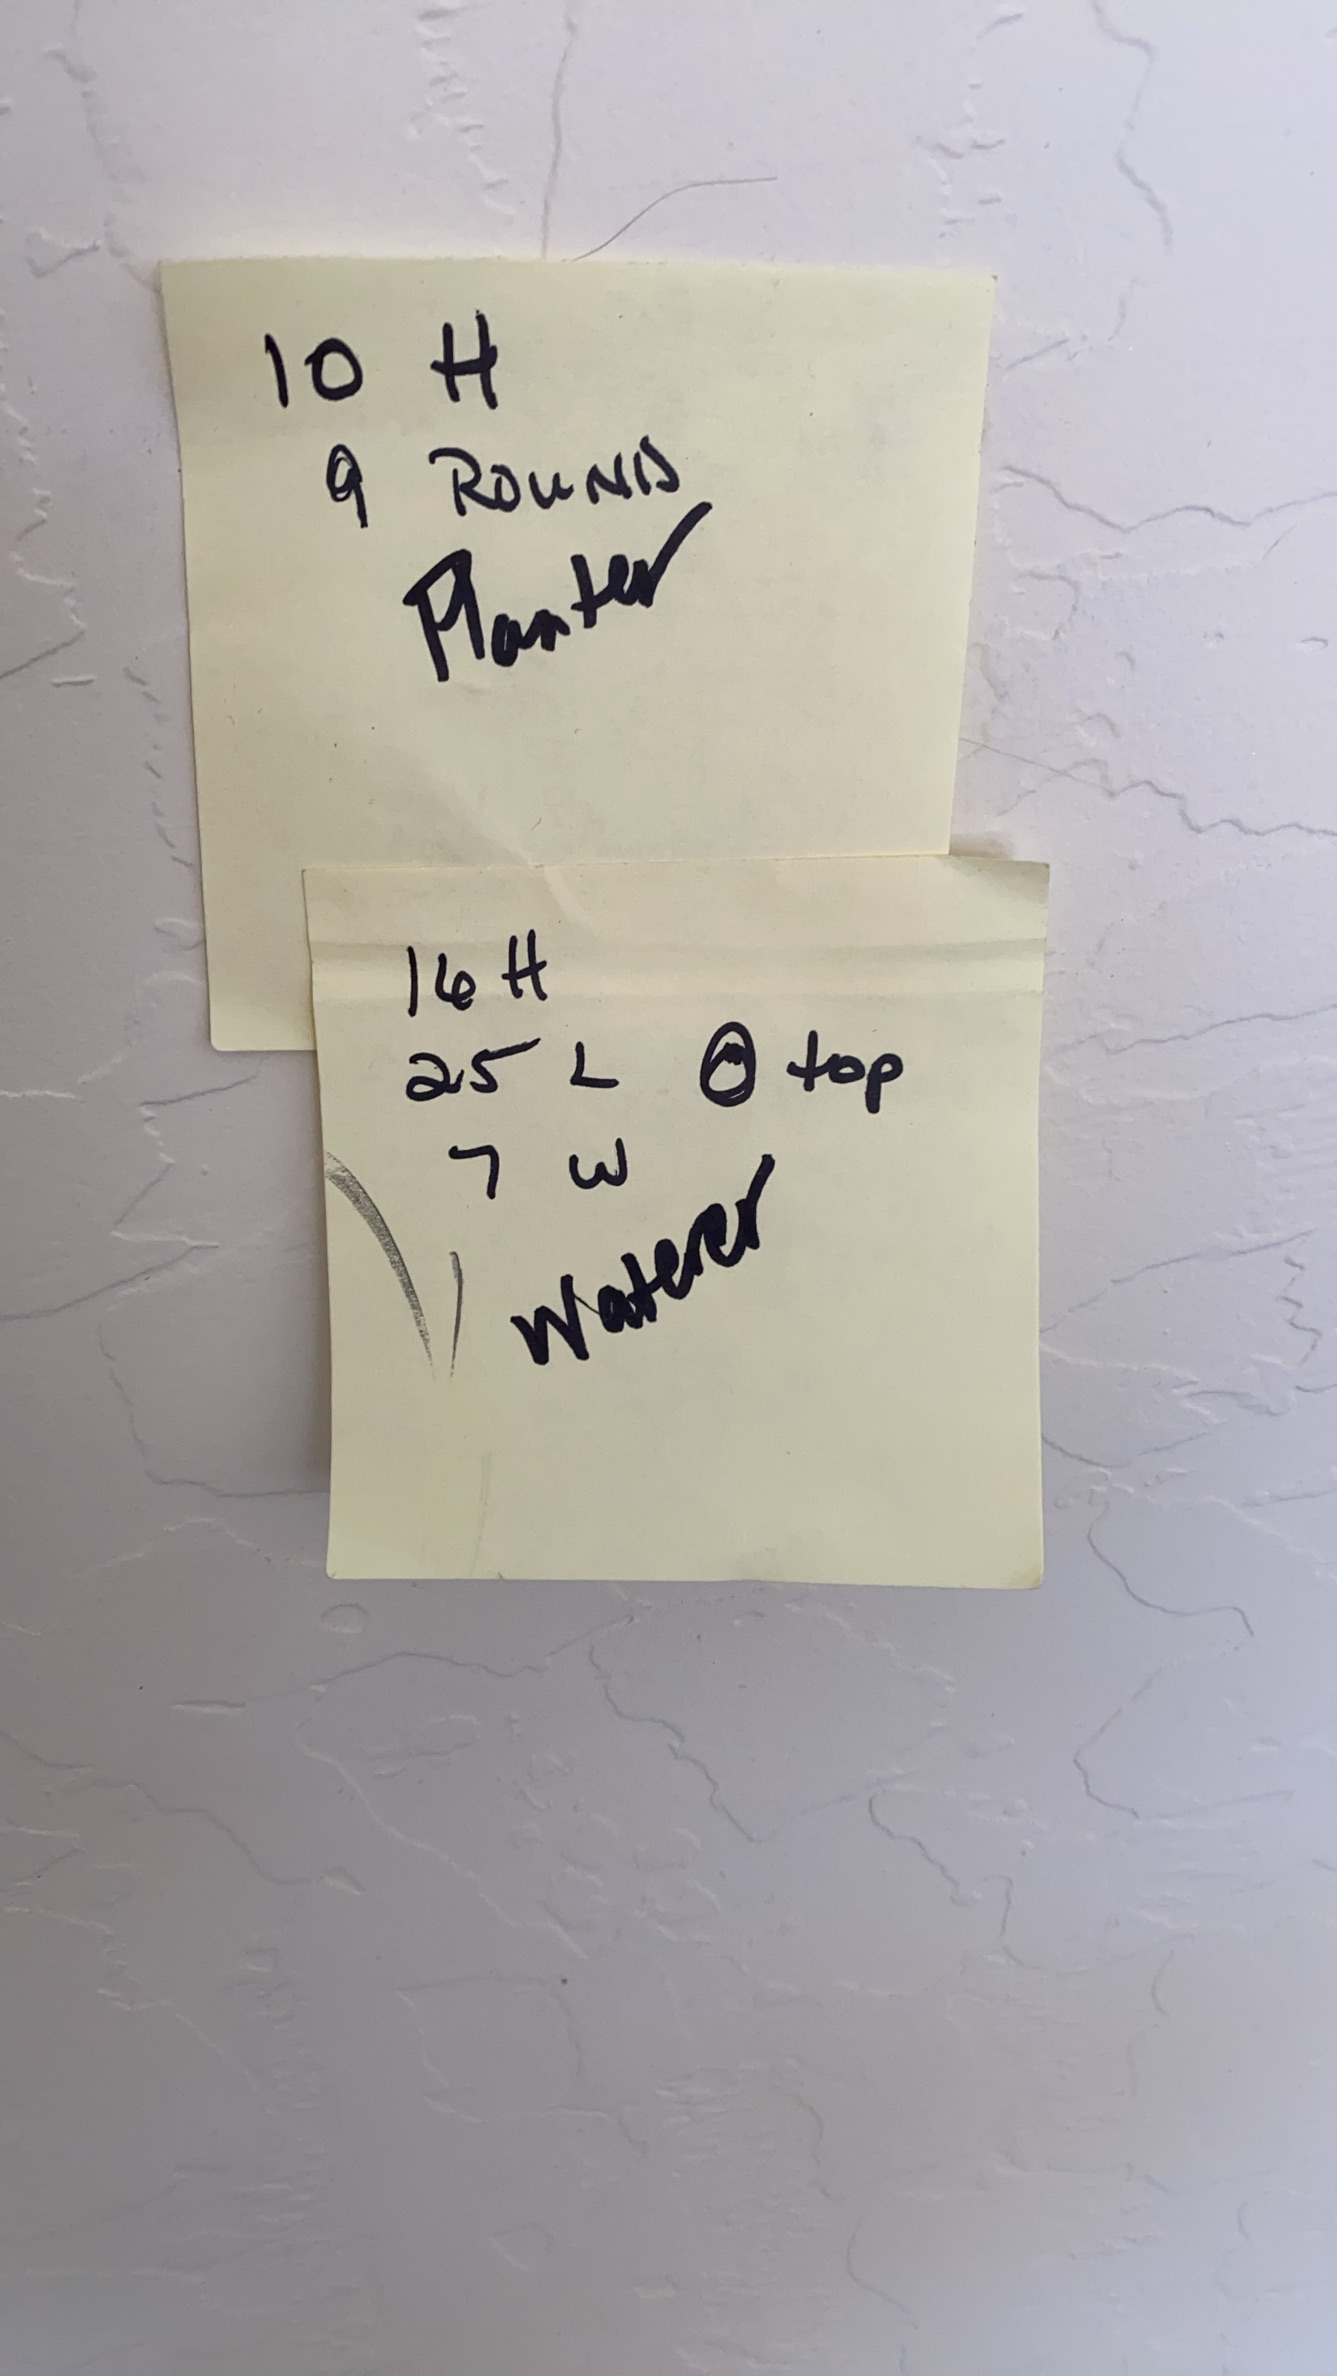 10 H
9 ROUND
Planter
16 H
25 L @ top
7 W
Waterer